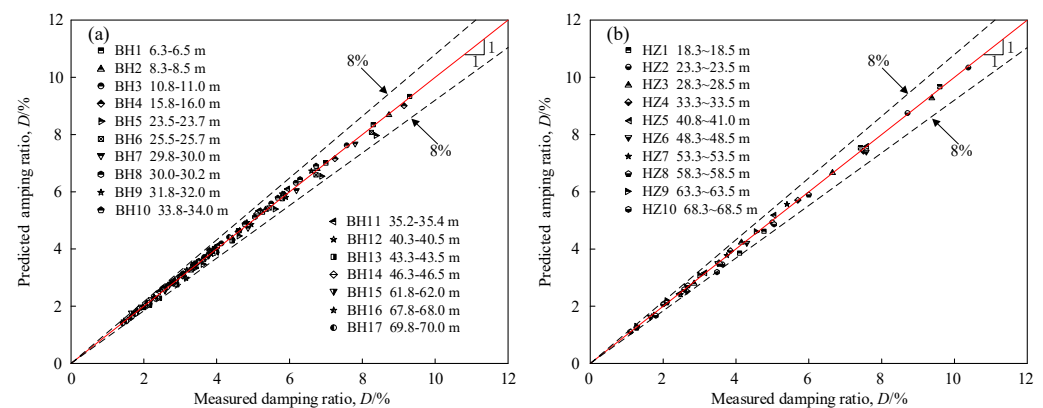 (a)
BH1 6.3-6.5 m
BH2 8.3-8.5 m
BH3 10.8-11.0 m
BH4 15.8-16.0 m
BH5 23.5-23.7 m
BH6 25.5-25.7 m
BH7 29.8-30.0 m
BH8 30.0-30.2 m
BH9 31.8-32.0 m
BH10 33.8-34.0 m
BH11 35.2-35.4 m
BH12 40.3-40.5 m
BH13 43.3-43.5 m
BH14 46.3-46.5 m
BH15 61.8-62.0 m
BH16 67.8-68.0 m
BH17 69.8-70.0 m
8%
8%
1
1
12
10
8
6
4
2
0
0 2 4 6 8 10 12
Predicted amping ratio, D/%
Measured damping ratio, D/%
(b)
HZ1 18.3~18.5 m
HZ2 23.3~23.5 m
HZ3 28.3~28.5 m
HZ4 33.3~33.5 m
HZ5 40.8~41.0 m
HZ6 48.3~48.5 m
HZ7 53.3~53.5 m
HZ8 58.3~58.5 m
HZ9 63.3~63.5 m
HZ10 68.3~68.5 m
8%
8%
1
1
12
10
8
6
4
2
0
0 2 4 6 8 10 12
Predicted amping ratio, D/%
Measured damping ratio, D/%